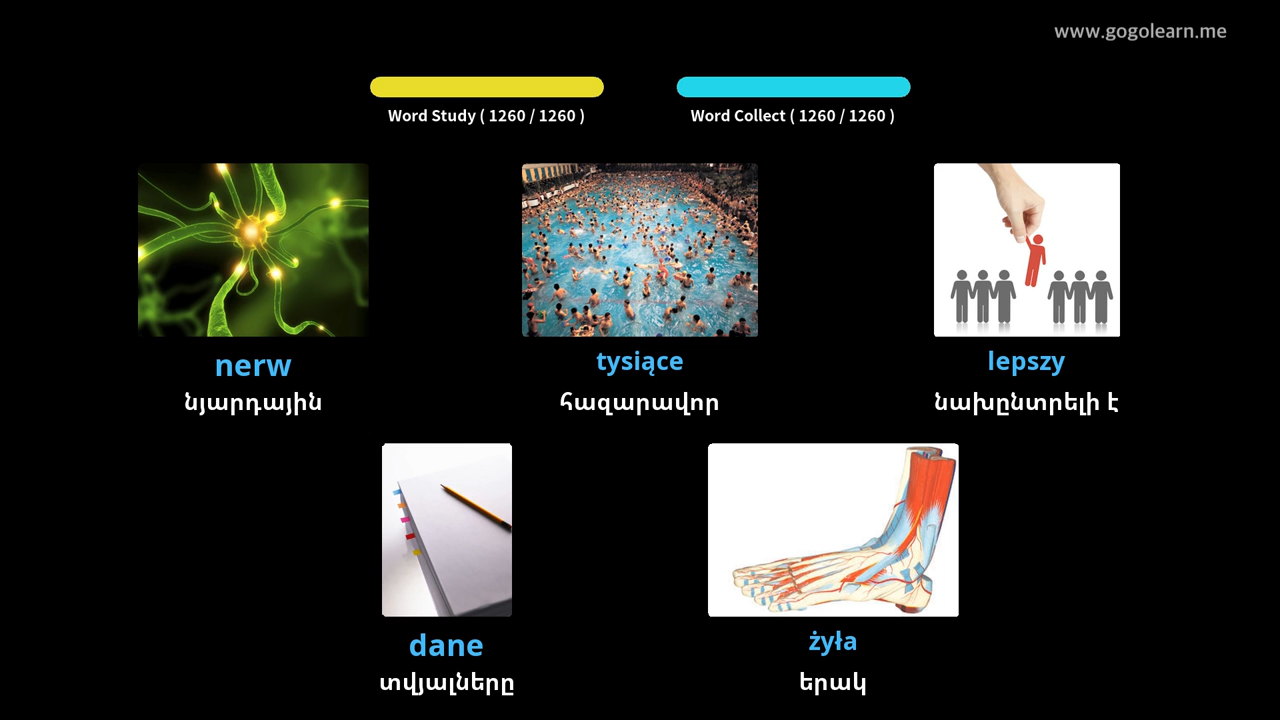 www.gogolearn.me
Word Study ( 1260 / 1260 )
Word Collect ( 1260 / 1260 )
nerw
նյարդային
tysiące
հազարավոր
lepszy
նախընտրելի է
dane
տվյալները
żyła
երակ